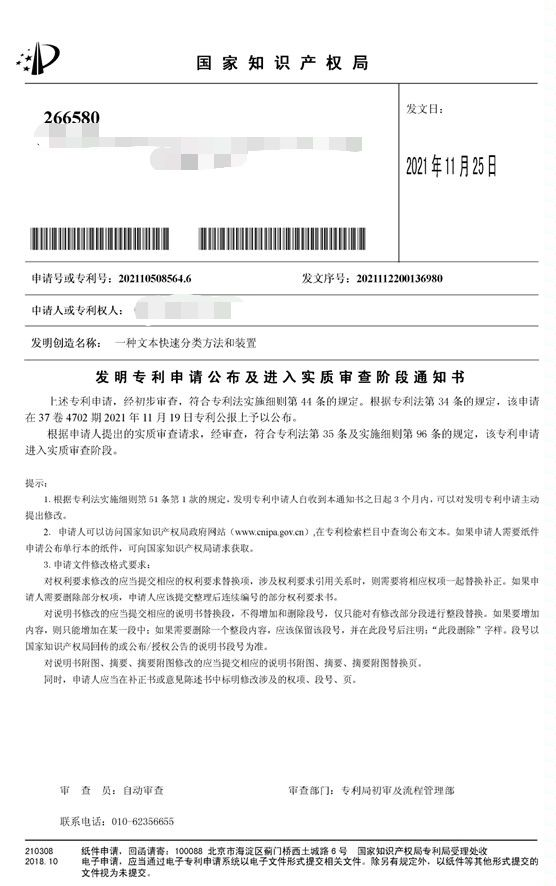 国家知识产权局
266580
发文日：
2021年11月25日
申请号或专利号：202110508564.6
发文序号：2021112200136980
申请人或专利权人：
发明创造名称： 一种文本快速分类方法和装置
发明专利申请公布及进入实质审查阶段通知书
上述专利申请，经初步审查，符合专利法实施细则第 44 条的规定。根据专利法第 34 条的规定，该申请
在 37 卷 4702 期 2021 年 11 月 19 日专利公报上予以公布。
根据申请人提出的实质审查请求，经审查，符合专利法第 35 条及实施细则第 96 条的规定，该专利申请
进入实质审查阶段。
提示：
1. 根据专利法实施细则第 51 条第 1 款的规定，发明专利申请人自收到本通知书之日起 3 个月内，可以对发明专利申请主动
提出修改。
2. 申请人可以访问国家知识产权局政府网站（www.cnipa.gov.cn）,在专利检索栏目中查询公布文本。如果申请人需要纸件
申请公布单行本的纸件，可向国家知识产权局请求获取。
3. 申请文件修改格式要求：
对权利要求修改的应当提交相应的权利要求替换项，涉及权利要求引用关系时，则需要将相应权项一起替换补正。如果申
请人需要删除部分权项，申请人应该提交整理后连续编号的部分权利要求书。
对说明书修改的应当提交相应的说明书替换段，不得增加和删除段号，仅只能对有修改部分段进行整段替换。如果要增加
内容，则只能增加在某一段中；如果需要删除一个整段内容，应该保留该段号，并在此段号后注明：“此段删除”字样。段号以
国家知识产权局回传的或公布/授权公告的说明书段号为准。
对说明书附图、摘要、摘要附图修改的应当提交相应的说明书附图、摘要、摘要附图替换页。
同时，申请人应当在补正书或意见陈述书中标明修改涉及的权项、段号、页。
审 查 员：自动审查
审查部门：专利局初审及流程管理部
联系电话：010-62356655
210308
2018.10
纸件申请，回函请寄：100088 北京市海淀区蓟门桥西土城路 6 号 国家知识产权局专利局受理处收
电子申请，应当通过电子专利申请系统以电子文件形式提交相关文件。除另有规定外，以纸件等其他形式提交的
文件视为未提交。